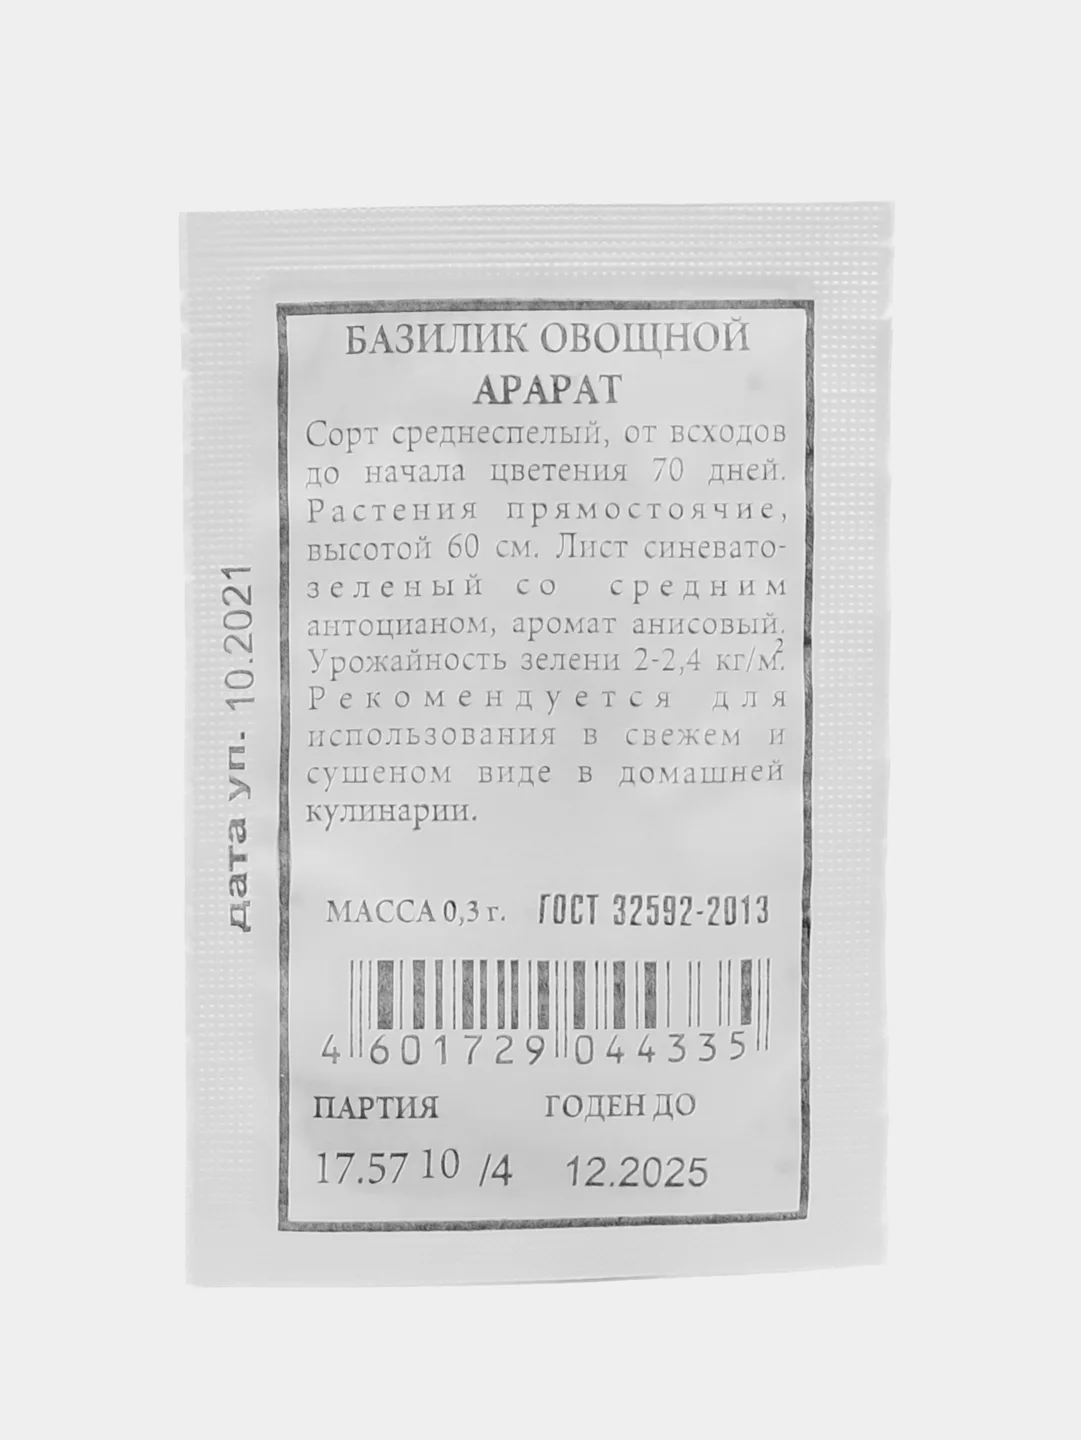 БАЗИЛИК ОВОЩНОЙ
АРАРАТ
Сорт среднеспелый, от всходов
до начала цветения 70 дней.
Растения прямостоячие,
высотой 60 см. Лист синевато-
зеленый со средним
антоцианом, аромат анисовый.
Урожайность зелени 2-2,4 кг/м².
Рекомендуется для
использования в свежем и
сушеном виде в домашней
кулинарии.
МАССА 0,3 г. ГОСТ 32592-2013
4 601729 044335
ПАРТИЯ ГОДЕН ДО
17.57 10 /4 12.2025
дата уп. 10.2021